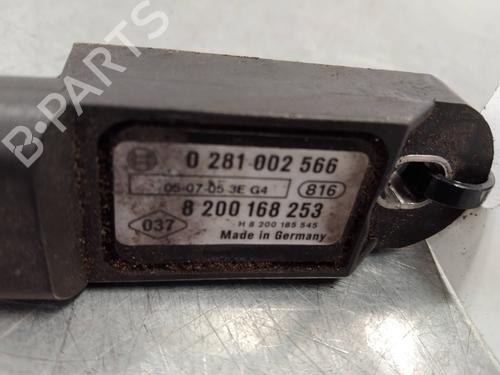 0 281 002 566
05-07-05 3E G4 816
8 200 168 253
037 H 8 200 185 545
Made in Germany
B-PARTS